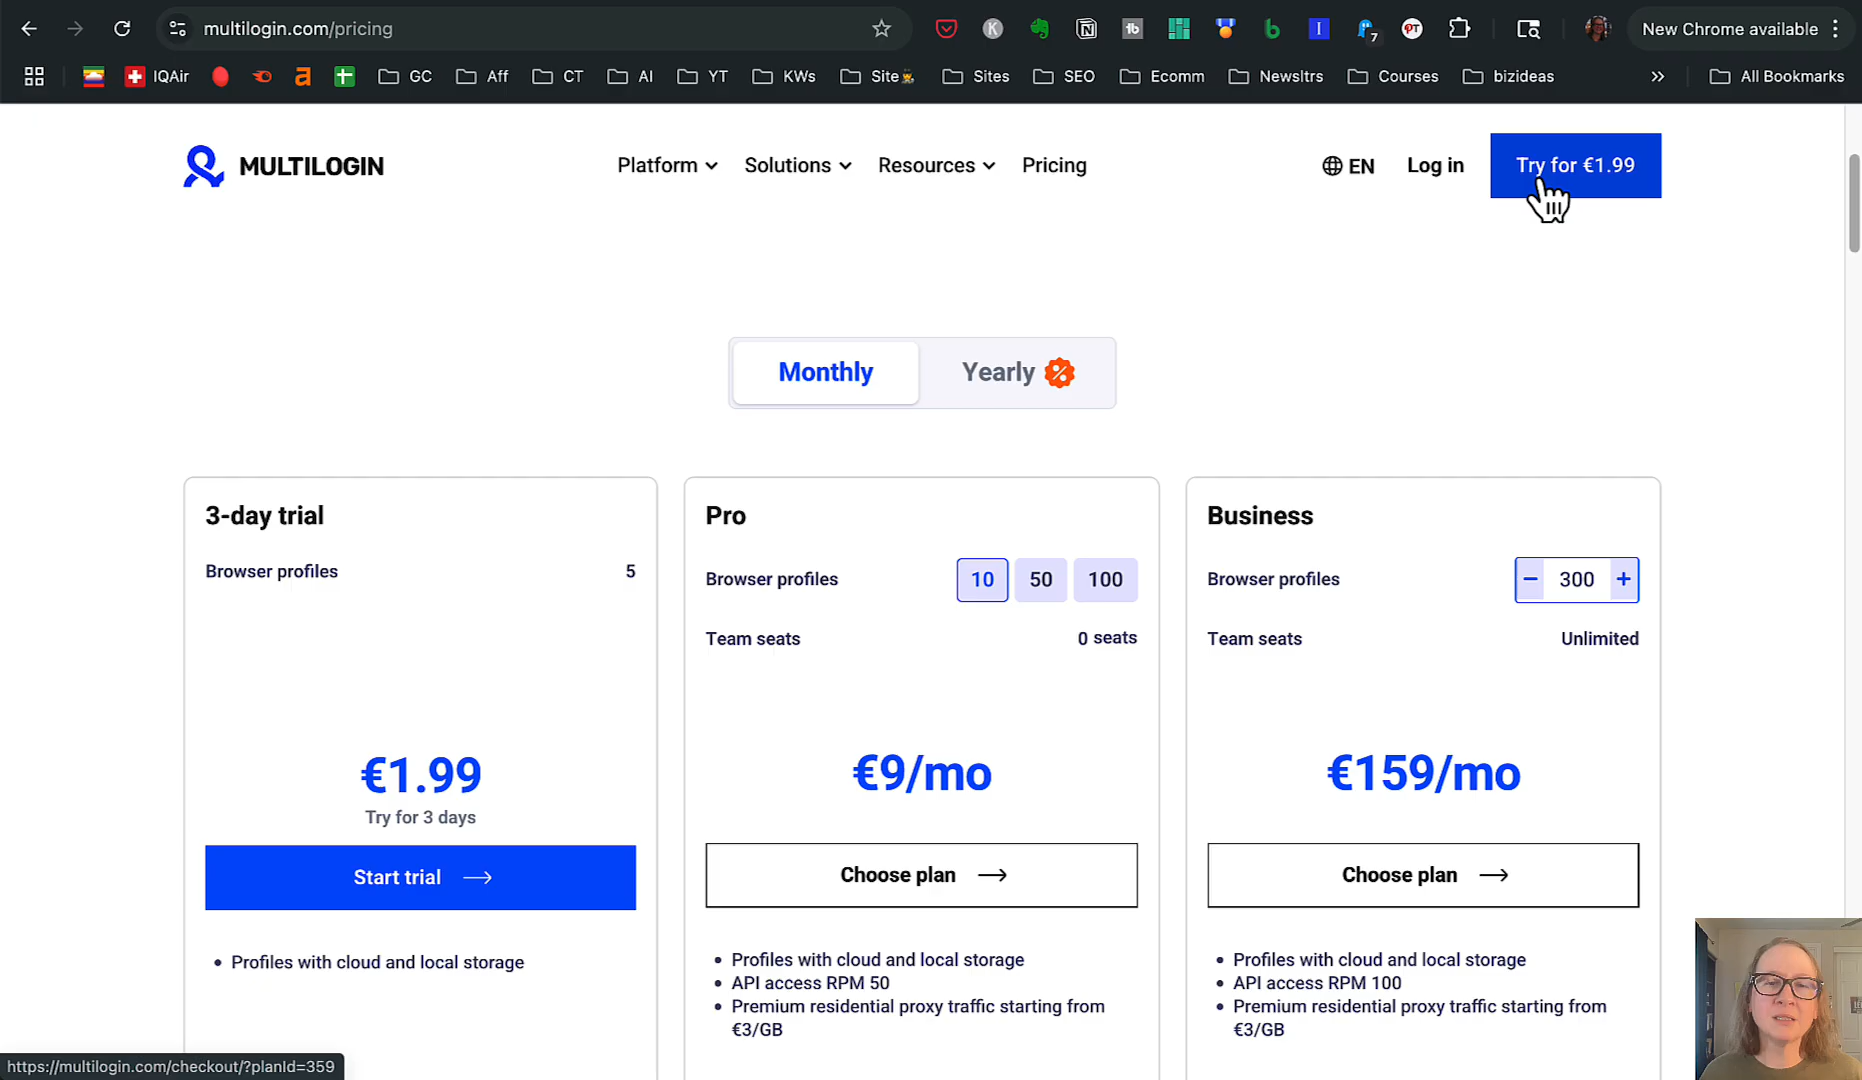 multilogin.com/pricing
New Chrome available
7
IQAir
GC
Aff
CT
AI
YT
KWs
Site
Sites
SEO
Ecomm
Newsltrs
Courses
bizideas
All Bookmarks
MULTILOGIN
Platform
Solutions
Resources
Pricing
EN
Log in
Try for €1.99
Monthly
Yearly %
3-day trial
Browser profiles 5
€1.99
Try for 3 days
Start trial →
• Profiles with cloud and local storage
Pro
Browser profiles 10 50 100
Team seats 0 seats
€9/mo
Choose plan →
• Profiles with cloud and local storage
• API access RPM 50
• Premium residential proxy traffic starting from
€3/GB
Business
Browser profiles − 300 +
Team seats Unlimited
€159/mo
Choose plan →
• Profiles with cloud and local storage
• API access RPM 100
• Premium residential proxy traffic starting from
€3/GB
https://multilogin.com/checkout/?planId=359